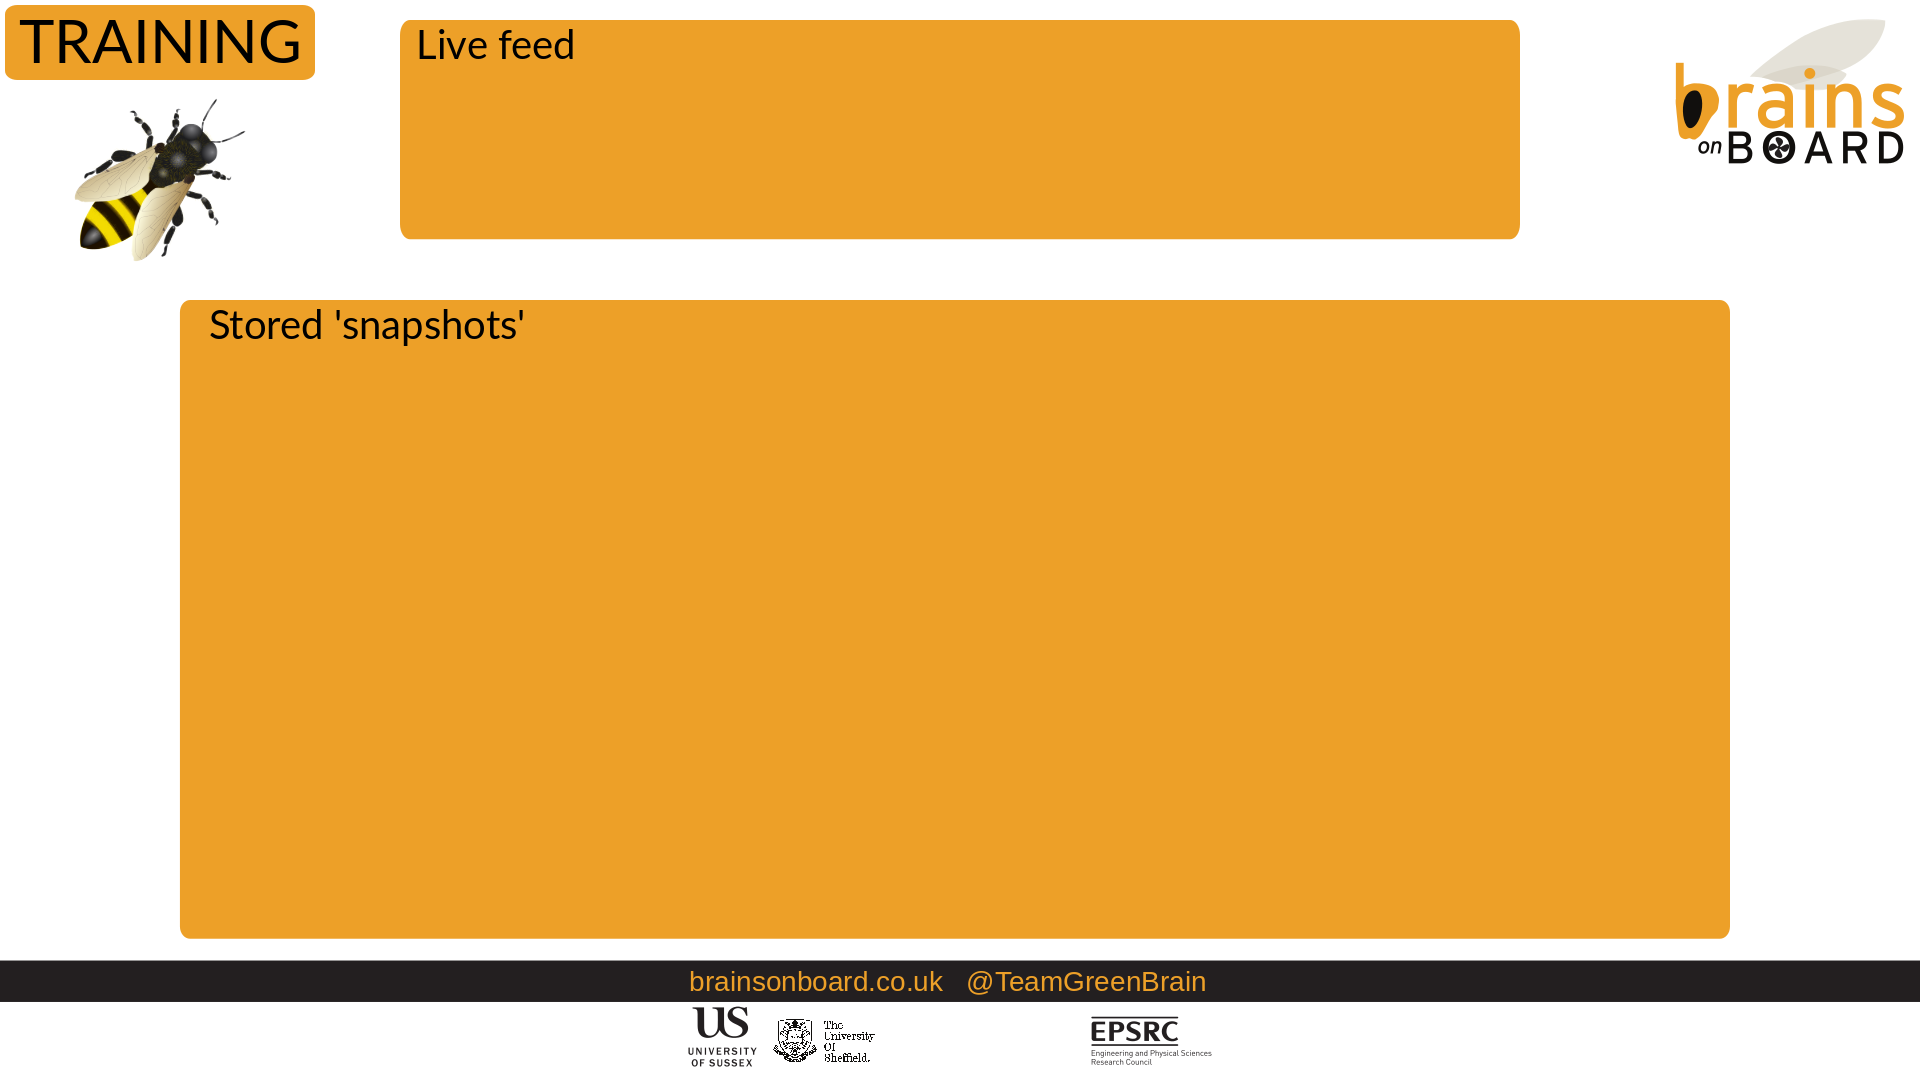 TRAINING
Live feed
brains
on BOARD
Stored 'snapshots'
brainsonboard.co.uk @TeamGreenBrain
US
UNIVERSITY
OF SUSSEX
The
University
Of
Sheffield.
EPSRC
Engineering and Physical Sciences
Research Council